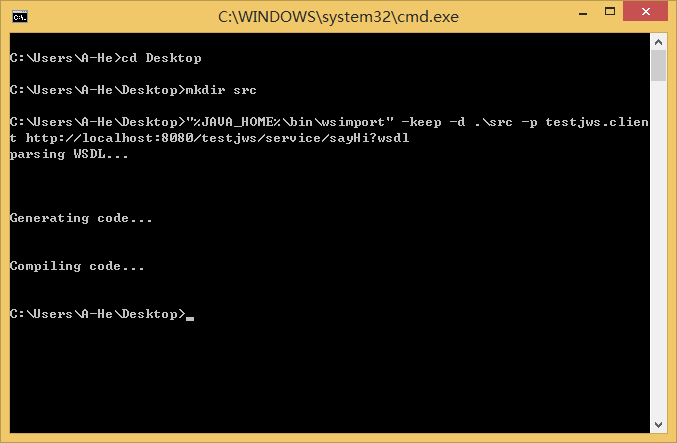 C:\WINDOWS\system32\cmd.exe
C:\Users\A-He>cd Desktop
C:\Users\A-He\Desktop>mkdir src
C:\Users\A-He\Desktop>"%JAVA_HOME%\bin\wsimport" -keep -d .\src -p testjws.clien
t http://localhost:8080/testjws/service/sayHi?wsdl
parsing WSDL...
Generating code...
Compiling code...
C:\Users\A-He\Desktop>